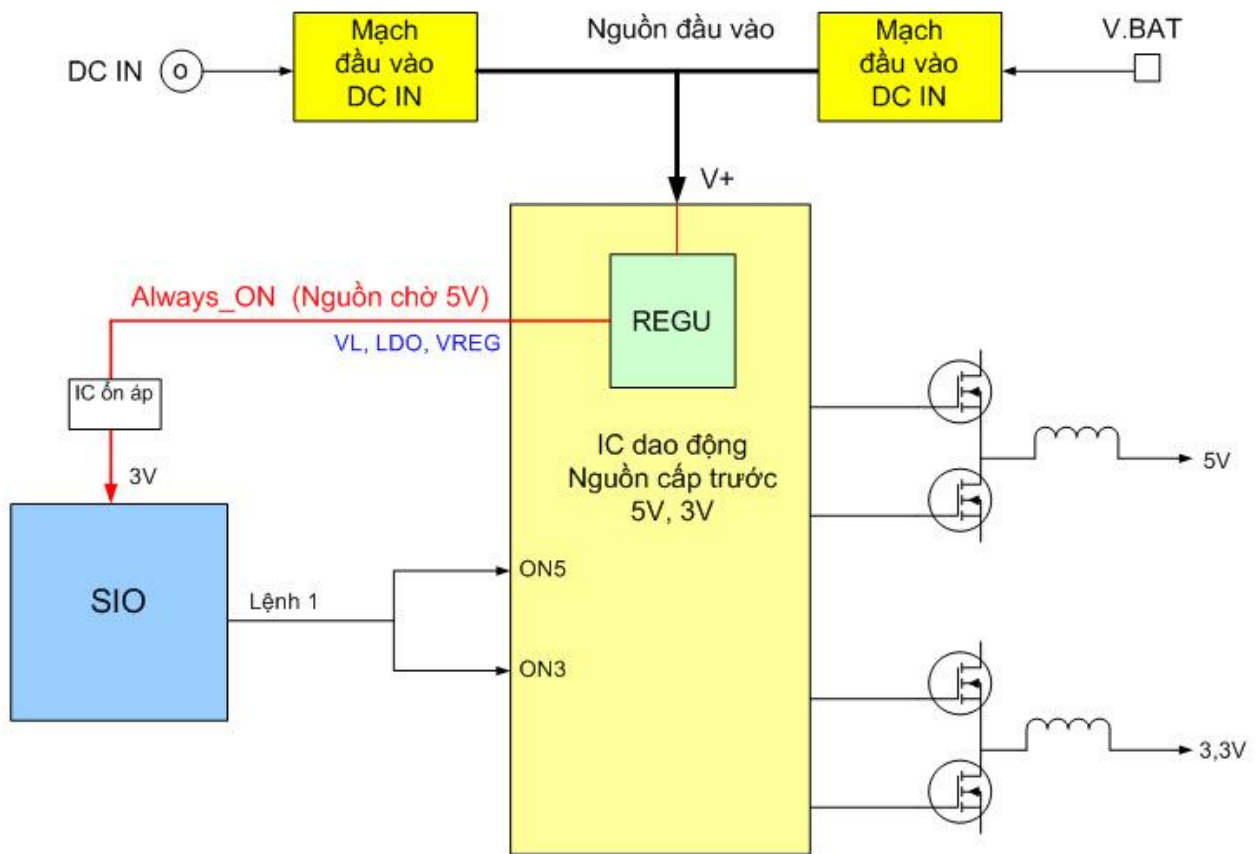 DC IN
O
Mạch
đầu vào
DC IN
Nguồn đầu vào
Mạch
đầu vào
DC IN
V.BAT
V+
Always_ON (Nguồn chờ 5V)
VL, LDO, VREG
REGU
IC ổn áp
3V
IC dao động
Nguồn cấp trước
5V, 3V
5V
SIO
Lệnh 1
ON5
ON3
3,3V